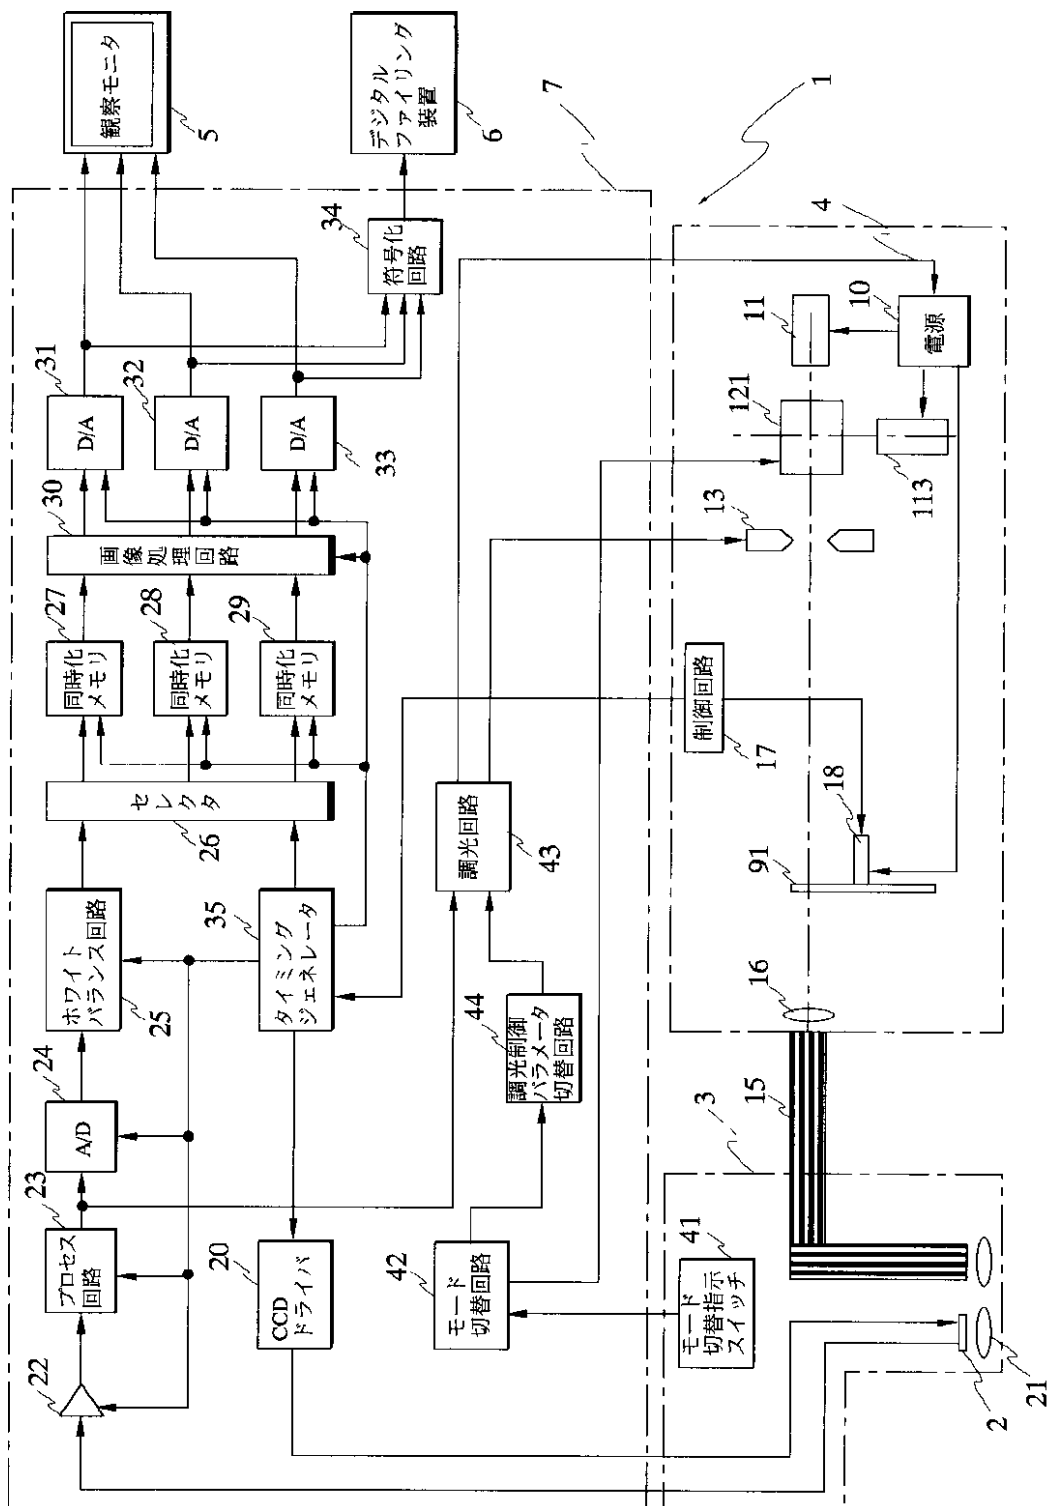 観察モニタ
5
デジタル
ファイリング
装置
6
7
1
符号化
回路
34
4
D/A
31
D/A
32
D/A
33
画像処理回路
30
同時化
メモリ
27
同時化
メモリ
28
同時化
メモリ
29
セレクタ
26
ホワイト
バランス回路
25
タイミング
ジェネレータ
35
A/D
24
プロセス
回路
23
22
CCD
ドライバ
20
調光回路
43
調光制御
パラメータ
切替回路
44
モード
切替回路
42
モード
切替指示
スイッチ
41
電源
10
11
121
113
13
制御回路
17
18
91
16
15
3
2
21